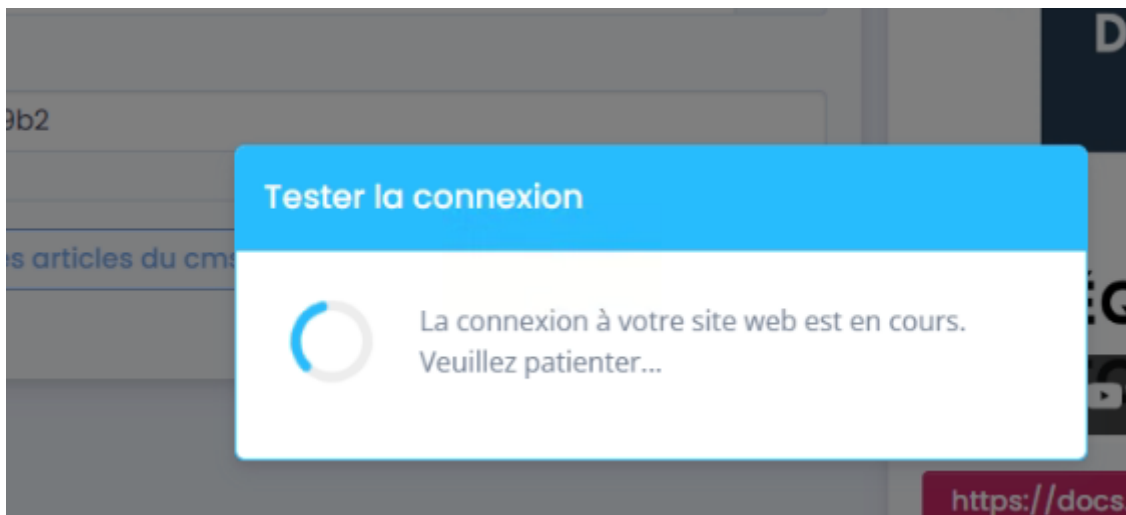 D
9b2
Tester la connexion
es articles du cms
La connexion à votre site web est en cours.
Veuillez patienter...
ÉQ
https://docs